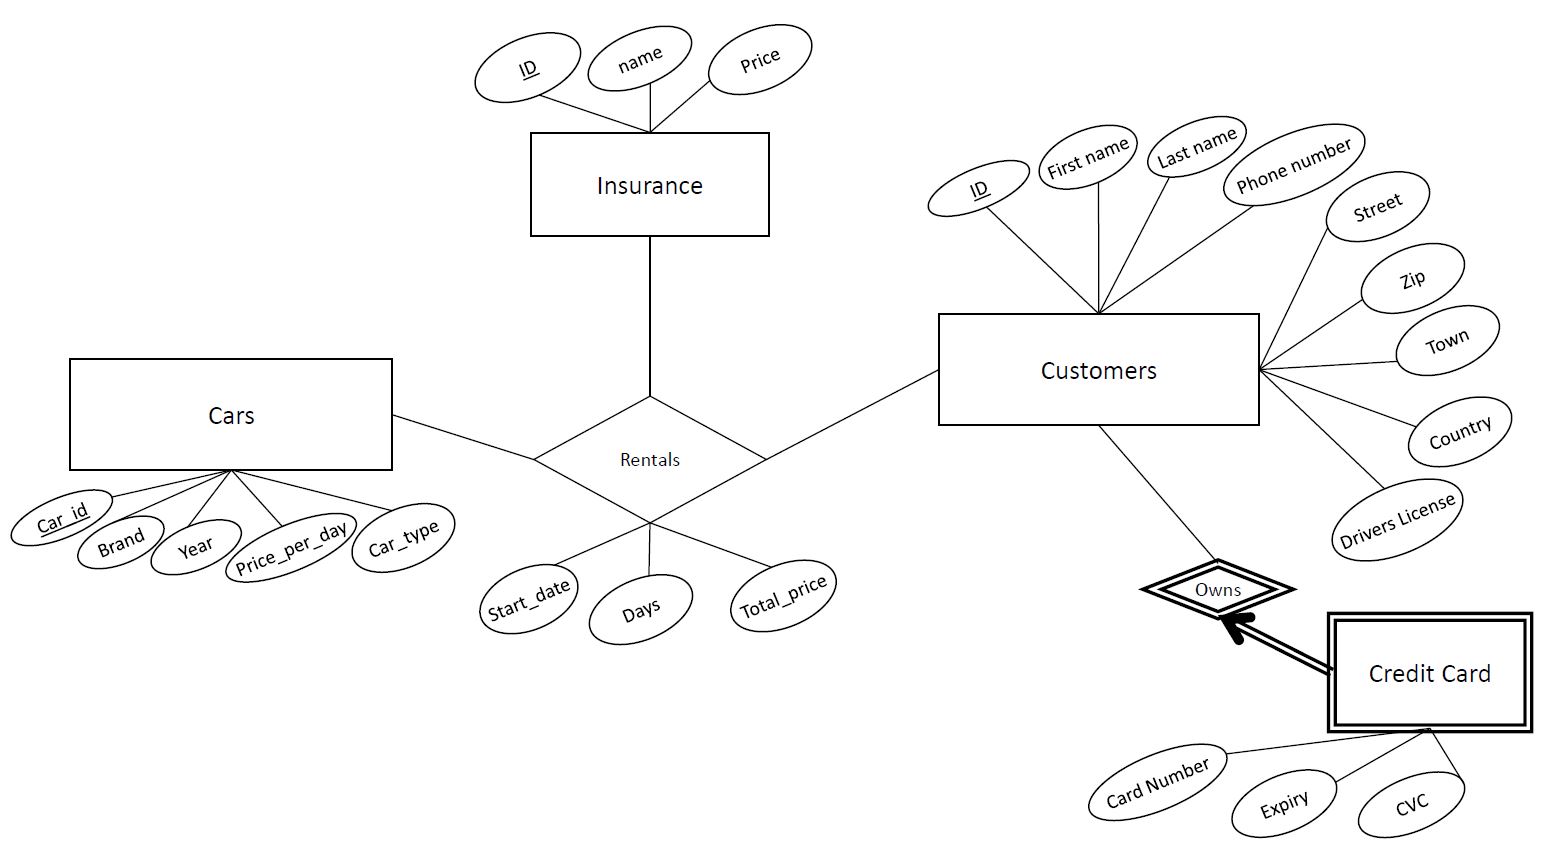 ID
name
Price
Insurance
ID
First name
Last name
Phone number
Street
Zip
Town
Country
Drivers License
Customers
Cars
Car_id
Brand
Year
Price_per_day
Car_type
Rentals
Start_date
Days
Total_price
Owns
Credit Card
Card Number
Expiry
CVC